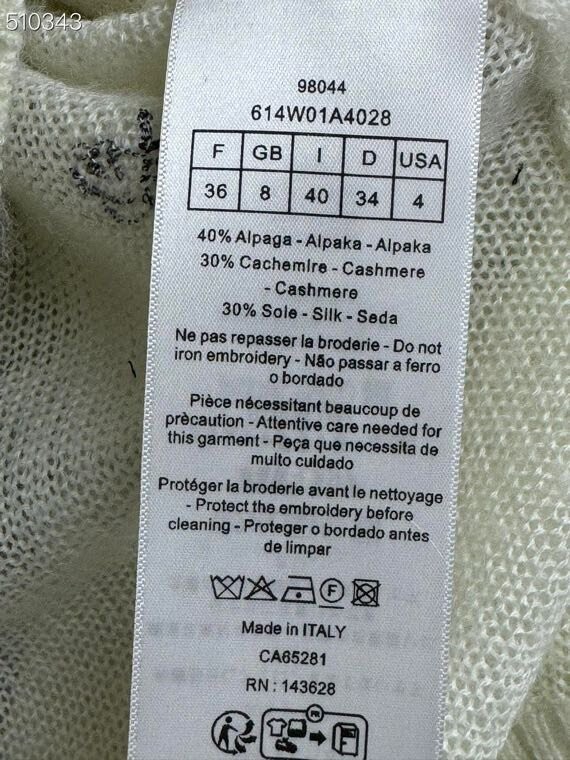 510343
98044
614W01A4028
F GB I D USA
36 8 40 34 4
40% Alpaga - Alpaka - Alpaka
30% Cachemire - Cashmere
- Cashmere
30% Soie - Silk - Seda
Ne pas repasser la broderie - Do not
iron embroidery - Não passar a ferro
o bordado
Pièce nécessitant beaucoup de
prècaution - Attentive care needed for
this garment - Peça que necessita de
muito cuidado
Protéger la broderie avant le nettoyage
- Protect the embroidery before
cleaning - Proteger o bordado antes
de limpar
F
Made in ITALY
CA65281
RN : 143628
FR